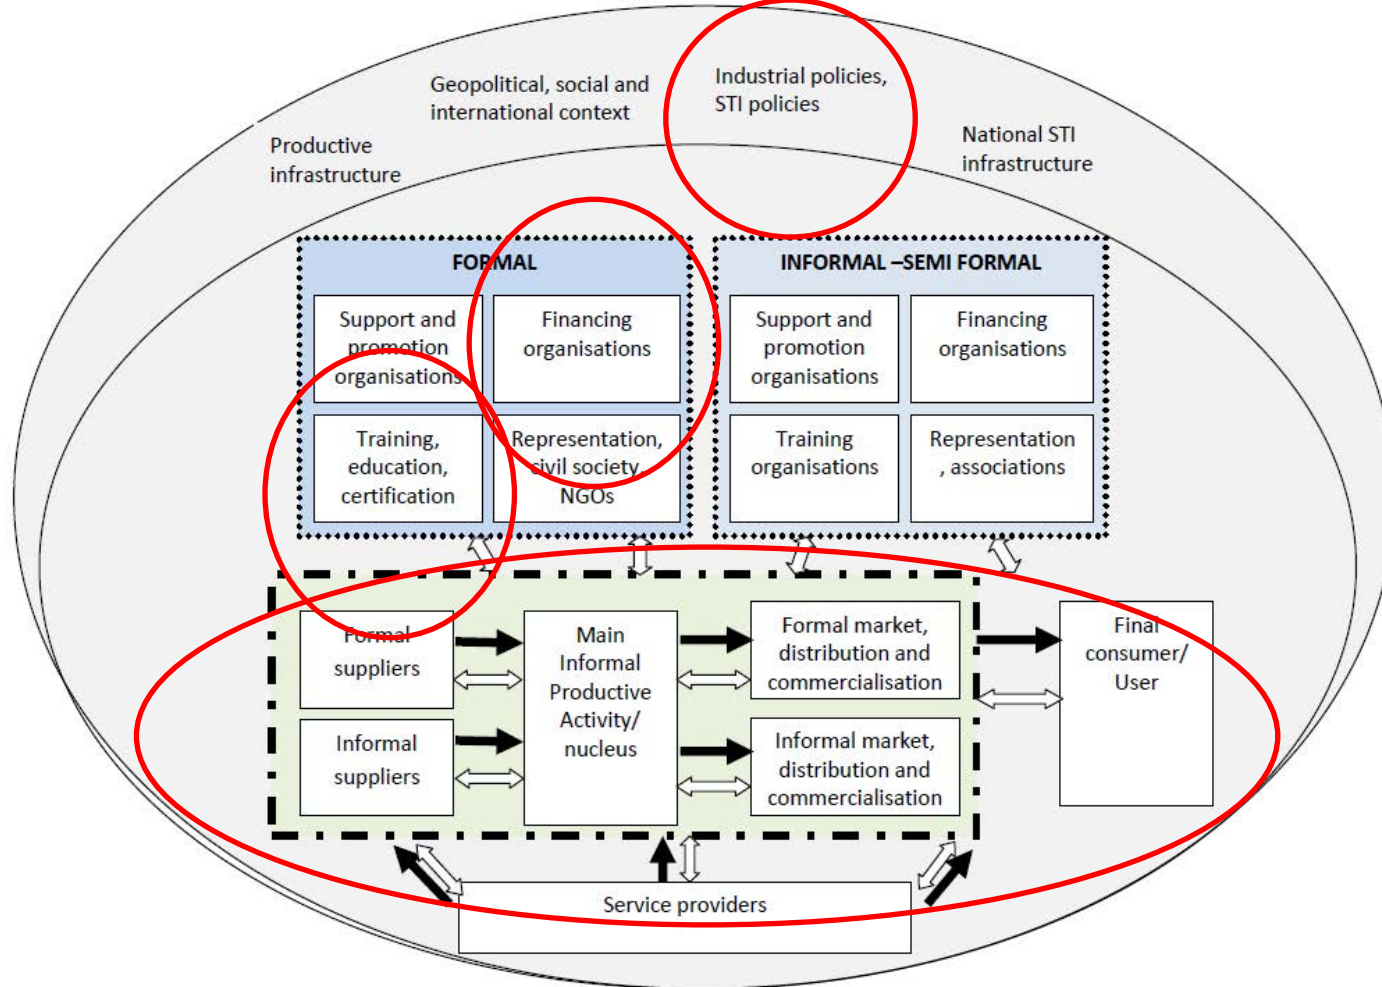 Geopolitical, social and
international context
Industrial policies,
STI policies
Productive
infrastructure
National STI
infrastructure
FORMAL
Support and
promotion
organisations
Financing
organisations
Training,
education,
certification
Representation,
civil society,
NGOs
INFORMAL –SEMI FORMAL
Support and
promotion
organisations
Financing
organisations
Training
organisations
Representation
, associations
Formal
suppliers
Informal
suppliers
Main
Informal
Productive
Activity/
nucleus
Formal market,
distribution and
commercialisation
Informal market,
distribution and
commercialisation
Final
consumer/
User
Service providers